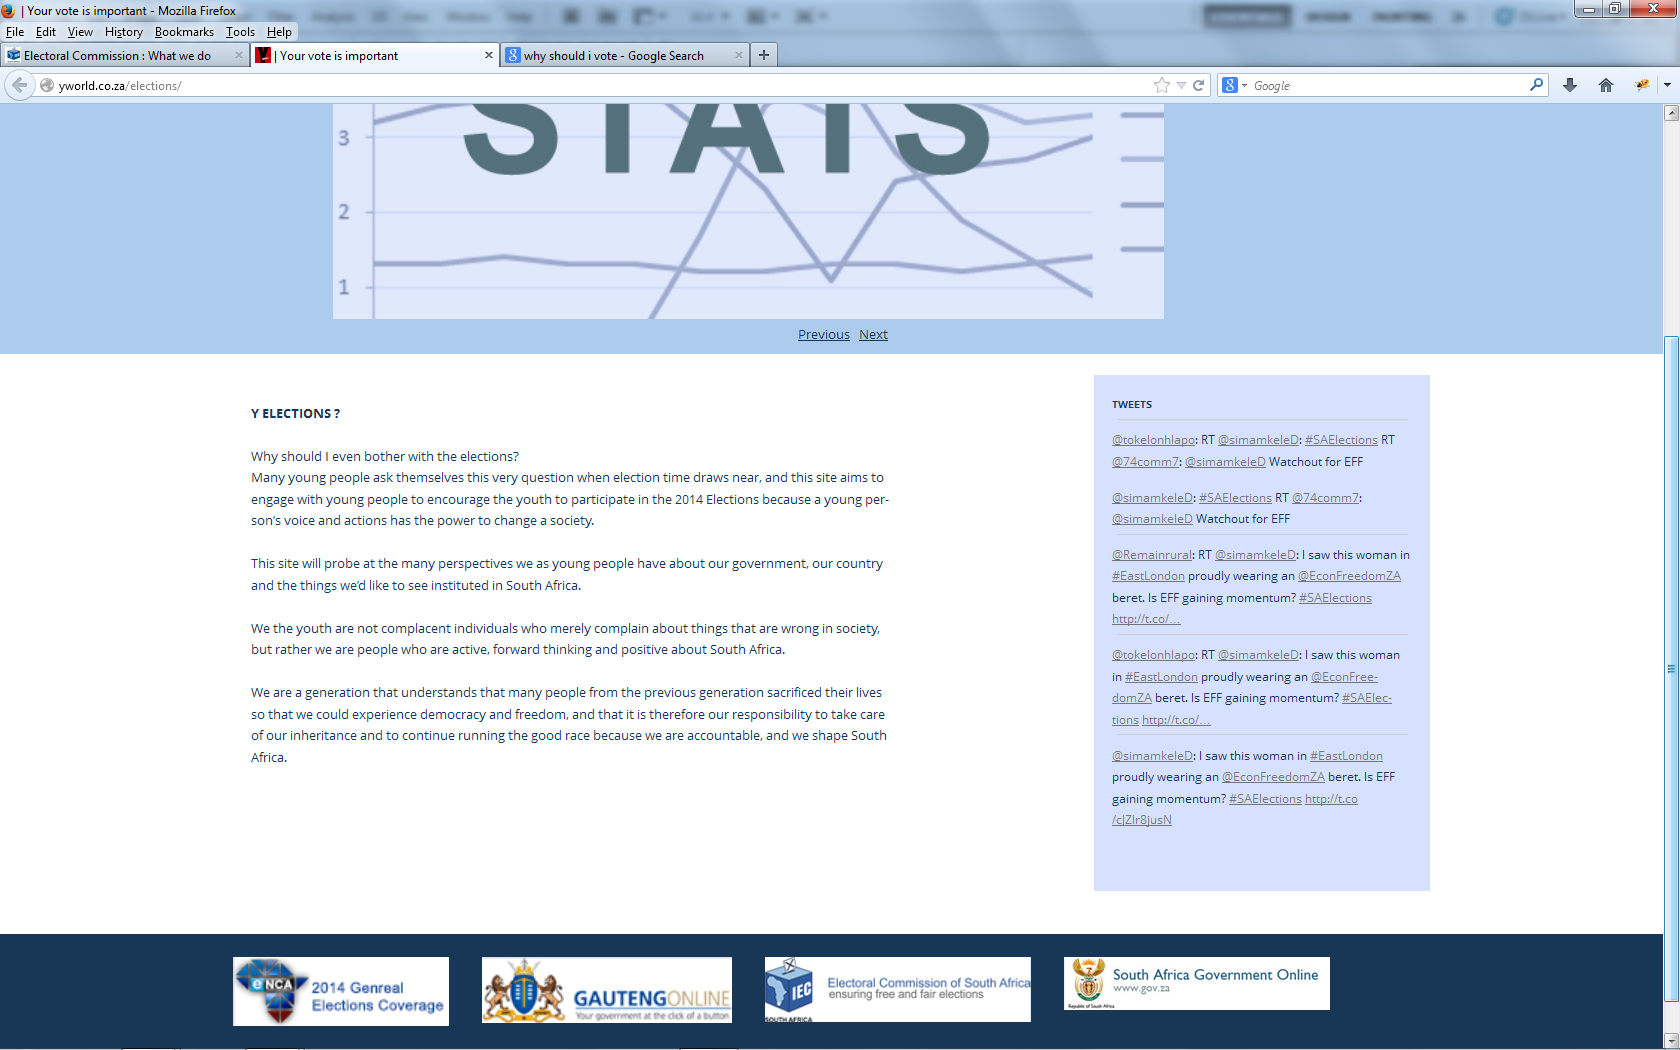 | Your vote is important - Mozilla Firefox
File Edit View History Bookmarks Tools Help
Electoral Commission : What we do
| Your vote is important
why should i vote - Google Search
yworld.co.za/elections/
Google
STATS
3
2
1
Previous Next
Y ELECTIONS ?
Why should I even bother with the elections?
Many young people ask themselves this very question when election time draws near, and this site aims to
engage with young people to encourage the youth to participate in the 2014 Elections because a young per-
son's voice and actions has the power to change a society.
This site will probe at the many perspectives we as young people have about our government, our country
and the things we'd like to see instituted in South Africa.
We the youth are not complacent individuals who merely complain about things that are wrong in society,
but rather we are people who are active, forward thinking and positive about South Africa.
We are a generation that understands that many people from the previous generation sacrificed their lives
so that we could experience democracy and freedom, and that it is therefore our responsibility to take care
of our inheritance and to continue running the good race because we are accountable, and we shape South
Africa.
TWEETS
@tokelonhlapo: RT @simamkeleD: #SAElections RT
@74comm7: @simamkeleD Watchout for EFF
@simamkeleD: #SAElections RT @74comm7:
@simamkeleD Watchout for EFF
@Remainrural: RT @simamkeleD: I saw this woman in
#EastLondon proudly wearing an @EconFreedomZA
beret. Is EFF gaining momentum? #SAElections
http://t.co/…
@tokelonhlapo: RT @simamkeleD: I saw this woman
in #EastLondon proudly wearing an @EconFree-
domZA beret. Is EFF gaining momentum? #SAElec-
tions http://t.co/…
@simamkeleD: I saw this woman in #EastLondon
proudly wearing an @EconFreedomZA beret. Is EFF
gaining momentum? #SAElections http://t.co
/cJZlr8jusN
eNCA
2014 Genreal
Elections Coverage
GAUTENGONLINE
Your government at the click of a button
IEC
SOUTH AFRICA
Electoral Commission of South Africa
ensuring free and fair elections
Republic of South Africa
South Africa Government Online
www.gov.za